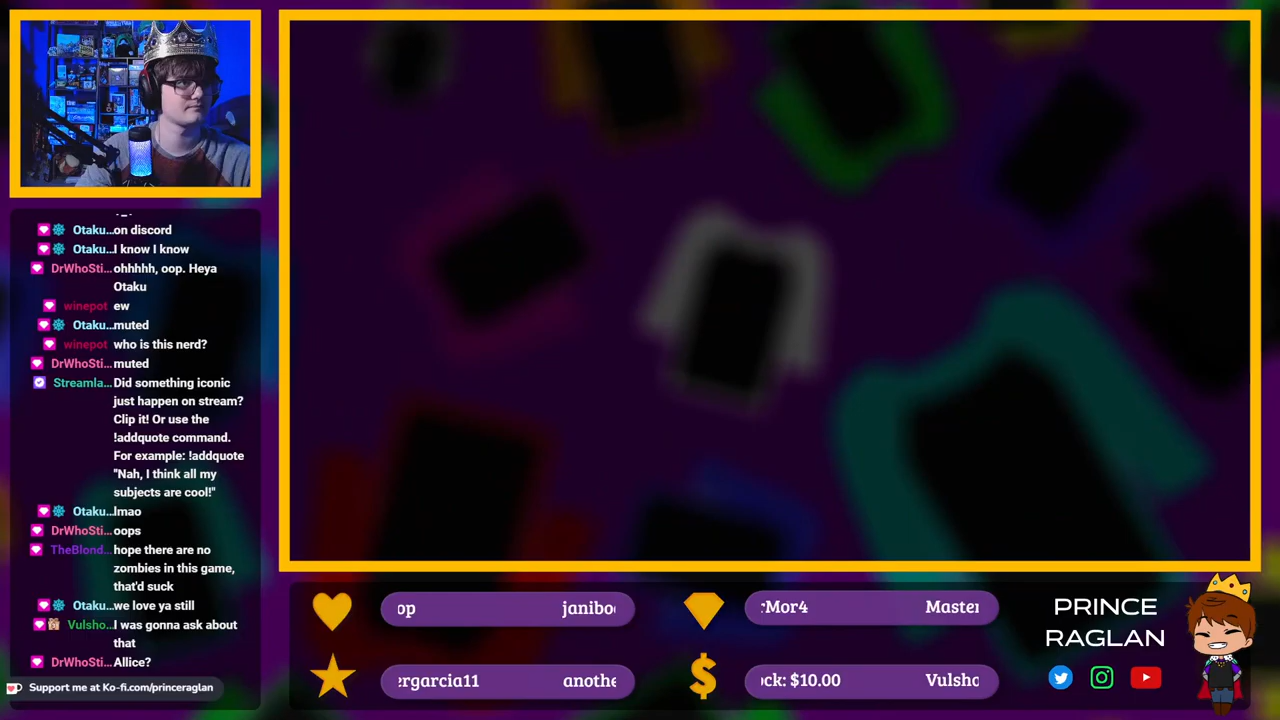 Otaku... on discord
Otaku... I know I know
DrWhoSti... ohhhhh, oop. Heya
Otaku
winepot ew
Otaku... muted
winepot who is this nerd?
DrWhoSti... muted
Streamla... Did something iconic
just happen on stream?
Clip it! Or use the
!addquote command.
For example: !addquote
"Nah, I think all my
subjects are cool!"
Otaku... lmao
DrWhoSti... oops
TheBlond... hope there are no
zombies in this game,
that'd suck
Otaku... we love ya still
Vulsho... I was gonna ask about
that
DrWhoSti... Allice?
Support me at Ko-fi.com/princeraglan
op janibo
:Mor4 Master
ergarcia11 anothe
ock: $10.00 Vulsho
PRINCE
RAGLAN